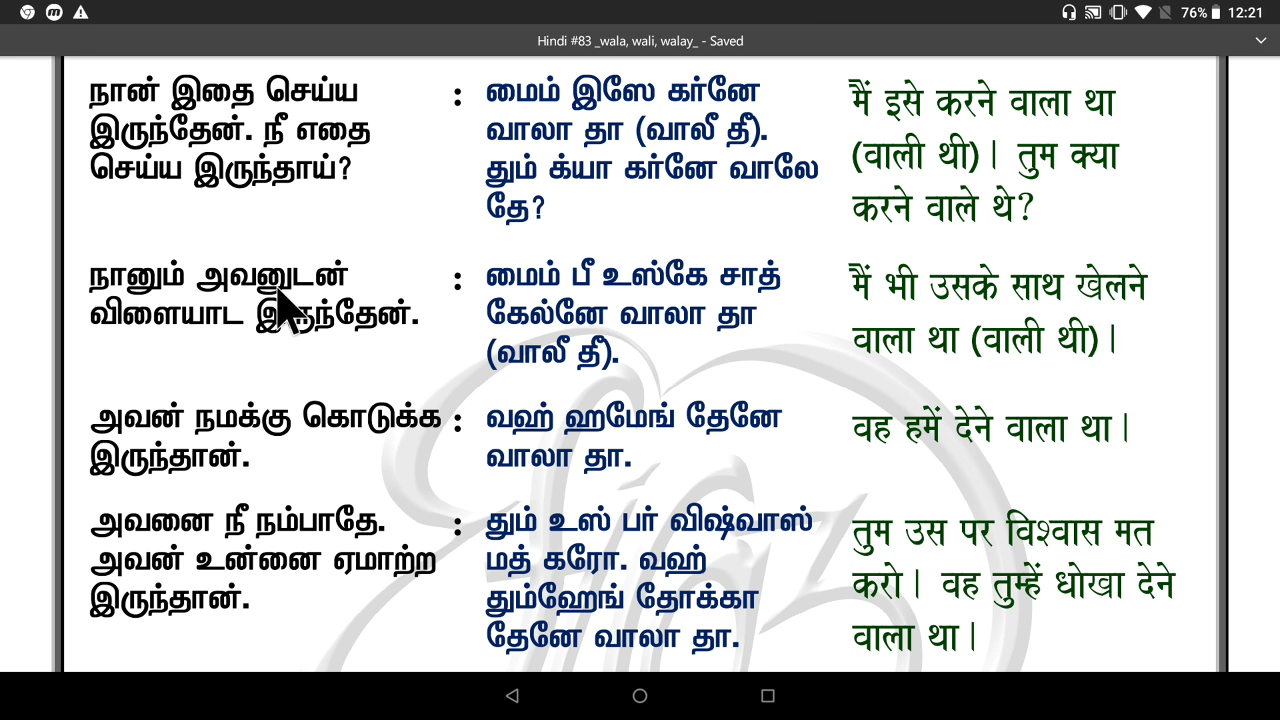 76% 12:21
Hindi #83 _wala, wali, walay_ - Saved
நான் இதை செய்ய
இருந்தேன். நீ எதை
செய்ய இருந்தாய்?
:
மைம் இஸே கர்னே
வாலா தா (வாலீ தீ).
தும் க்யா கர்னே வாலே
தே?
मैं इसे करने वाला था
(वाली थी)। तुम क्या
करने वाले थे?
நானும் அவனுடன்
விளையாட இருந்தேன்.
:
மைம் பீ உஸ்கே சாத்
கேல்னே வாலா தா
(வாலீ தீ).
मैं भी उसके साथ खेलने
वाला था (वाली थी)।
அவன் நமக்கு கொடுக்க
இருந்தான்.
:
வஹ் ஹமேங் தேனே
வாலா தா.
वह हमें देने वाला था।
அவனை நீ நம்பாதே.
அவன் உன்னை ஏமாற்ற
இருந்தான்.
:
தும் உஸ் பர் விஷ்வாஸ்
மத் கரோ. வஹ்
தும்ஹேங் தோக்கா
தேனே வாலா தா.
तुम उस पर विश्वास मत
करो। वह तुम्हें धोखा देने
वाला था।